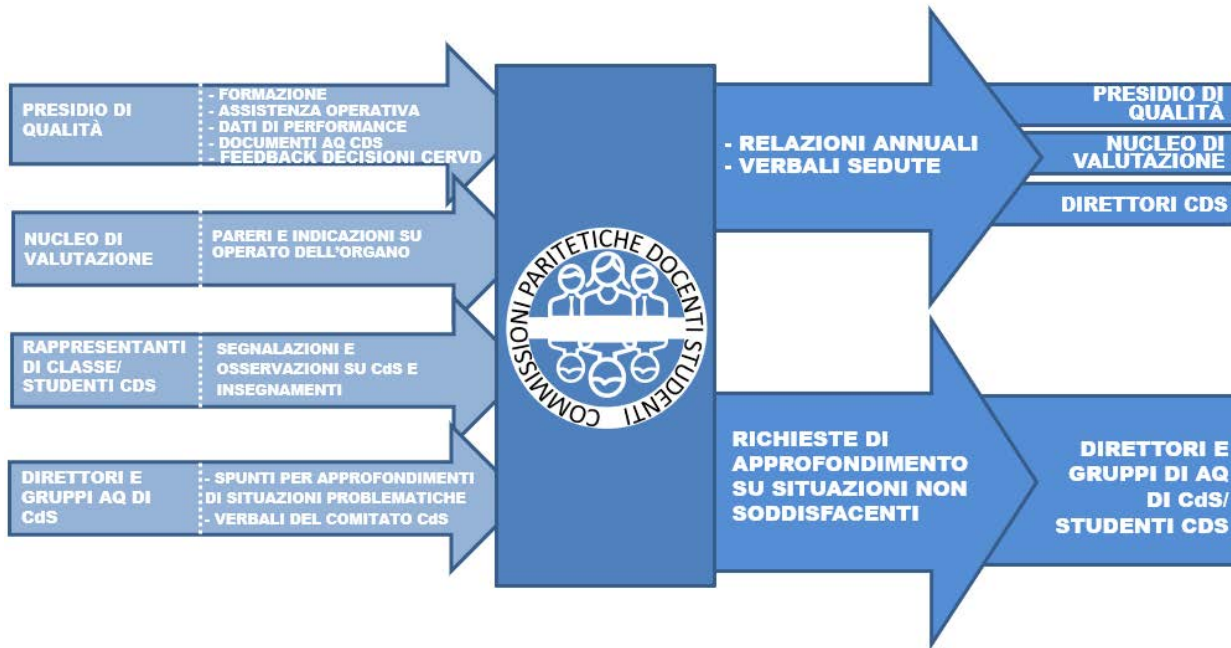 PRESIDIO DI
QUALITÀ
- FORMAZIONE
- ASSISTENZA OPERATIVA
- DATI DI PERFORMANCE
- DOCUMENTI AQ CDS
- FEEDBACK DECISIONI CERVD
NUCLEO DI
VALUTAZIONE
PARERI E INDICAZIONI SU
OPERATO DELL'ORGANO
RAPPRESENTANTI
DI CLASSE/
STUDENTI CDS
SEGNALAZIONI E
OSSERVAZIONI SU CdS E
INSEGNAMENTI
DIRETTORI E
GRUPPI AQ DI
CdS
- SPUNTI PER APPROFONDIMENTI
DI SITUAZIONI PROBLEMATICHE
- VERBALI DEL COMITATO CdS
COMMISSIONI PARITETICHE DOCENTI STUDENTI
- RELAZIONI ANNUALI
- VERBALI SEDUTE
PRESIDIO DI
QUALITÀ
NUCLEO DI
VALUTAZIONE
DIRETTORI CDS
RICHIESTE DI
APPROFONDIMENTO
SU SITUAZIONI NON
SODDISFACENTI
DIRETTORI E
GRUPPI DI AQ
DI CdS/
STUDENTI CDS